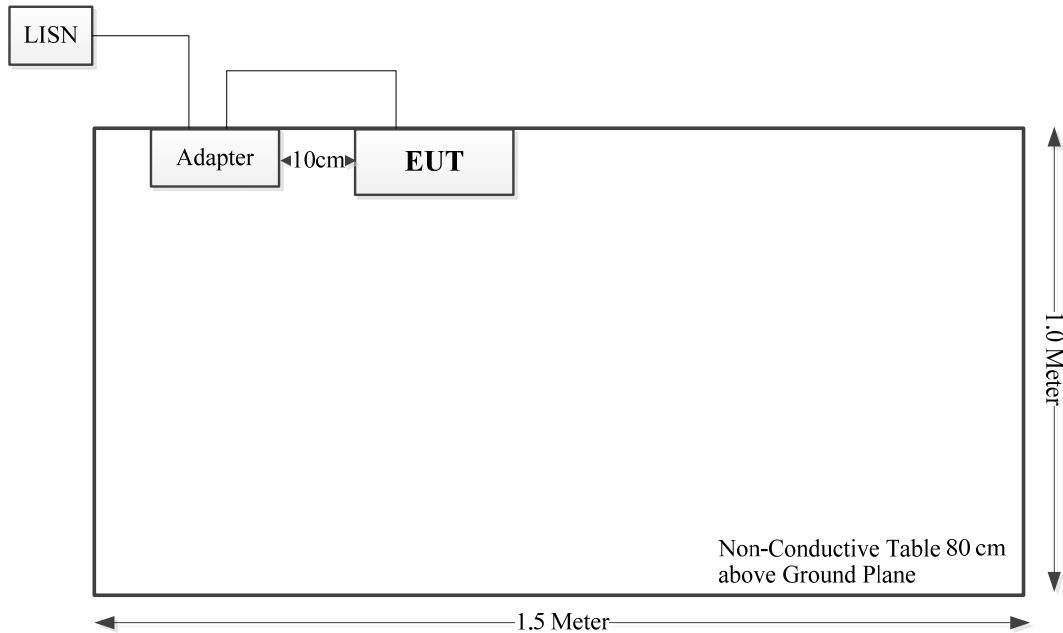 LISN
Adapter
10cm
EUT
1.0 Meter
Non-Conductive Table 80 cm
above Ground Plane
1.5 Meter